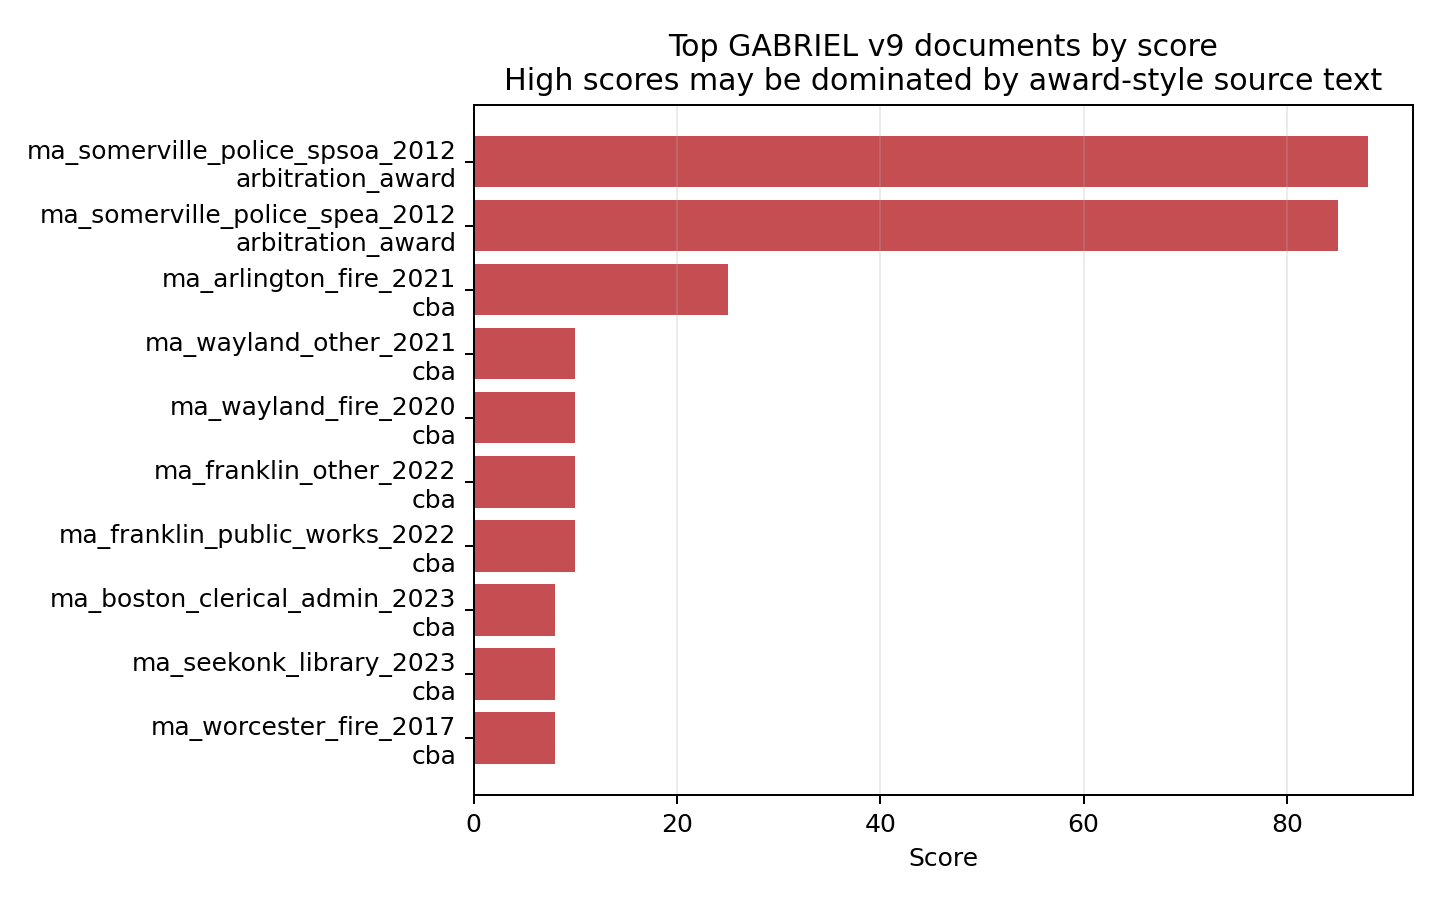 Top GABRIEL v9 documents by score
High scores may be dominated by award-style source text
ma_somerville_police_spsoa_2012
arbitration_award
ma_somerville_police_spea_2012
arbitration_award
ma_arlington_fire_2021
cba
ma_wayland_other_2021
cba
ma_wayland_fire_2020
cba
ma_franklin_other_2022
cba
ma_franklin_public_works_2022
cba
ma_boston_clerical_admin_2023
cba
ma_seekonk_library_2023
cba
ma_worcester_fire_2017
cba
0 20 40 60 80
Score